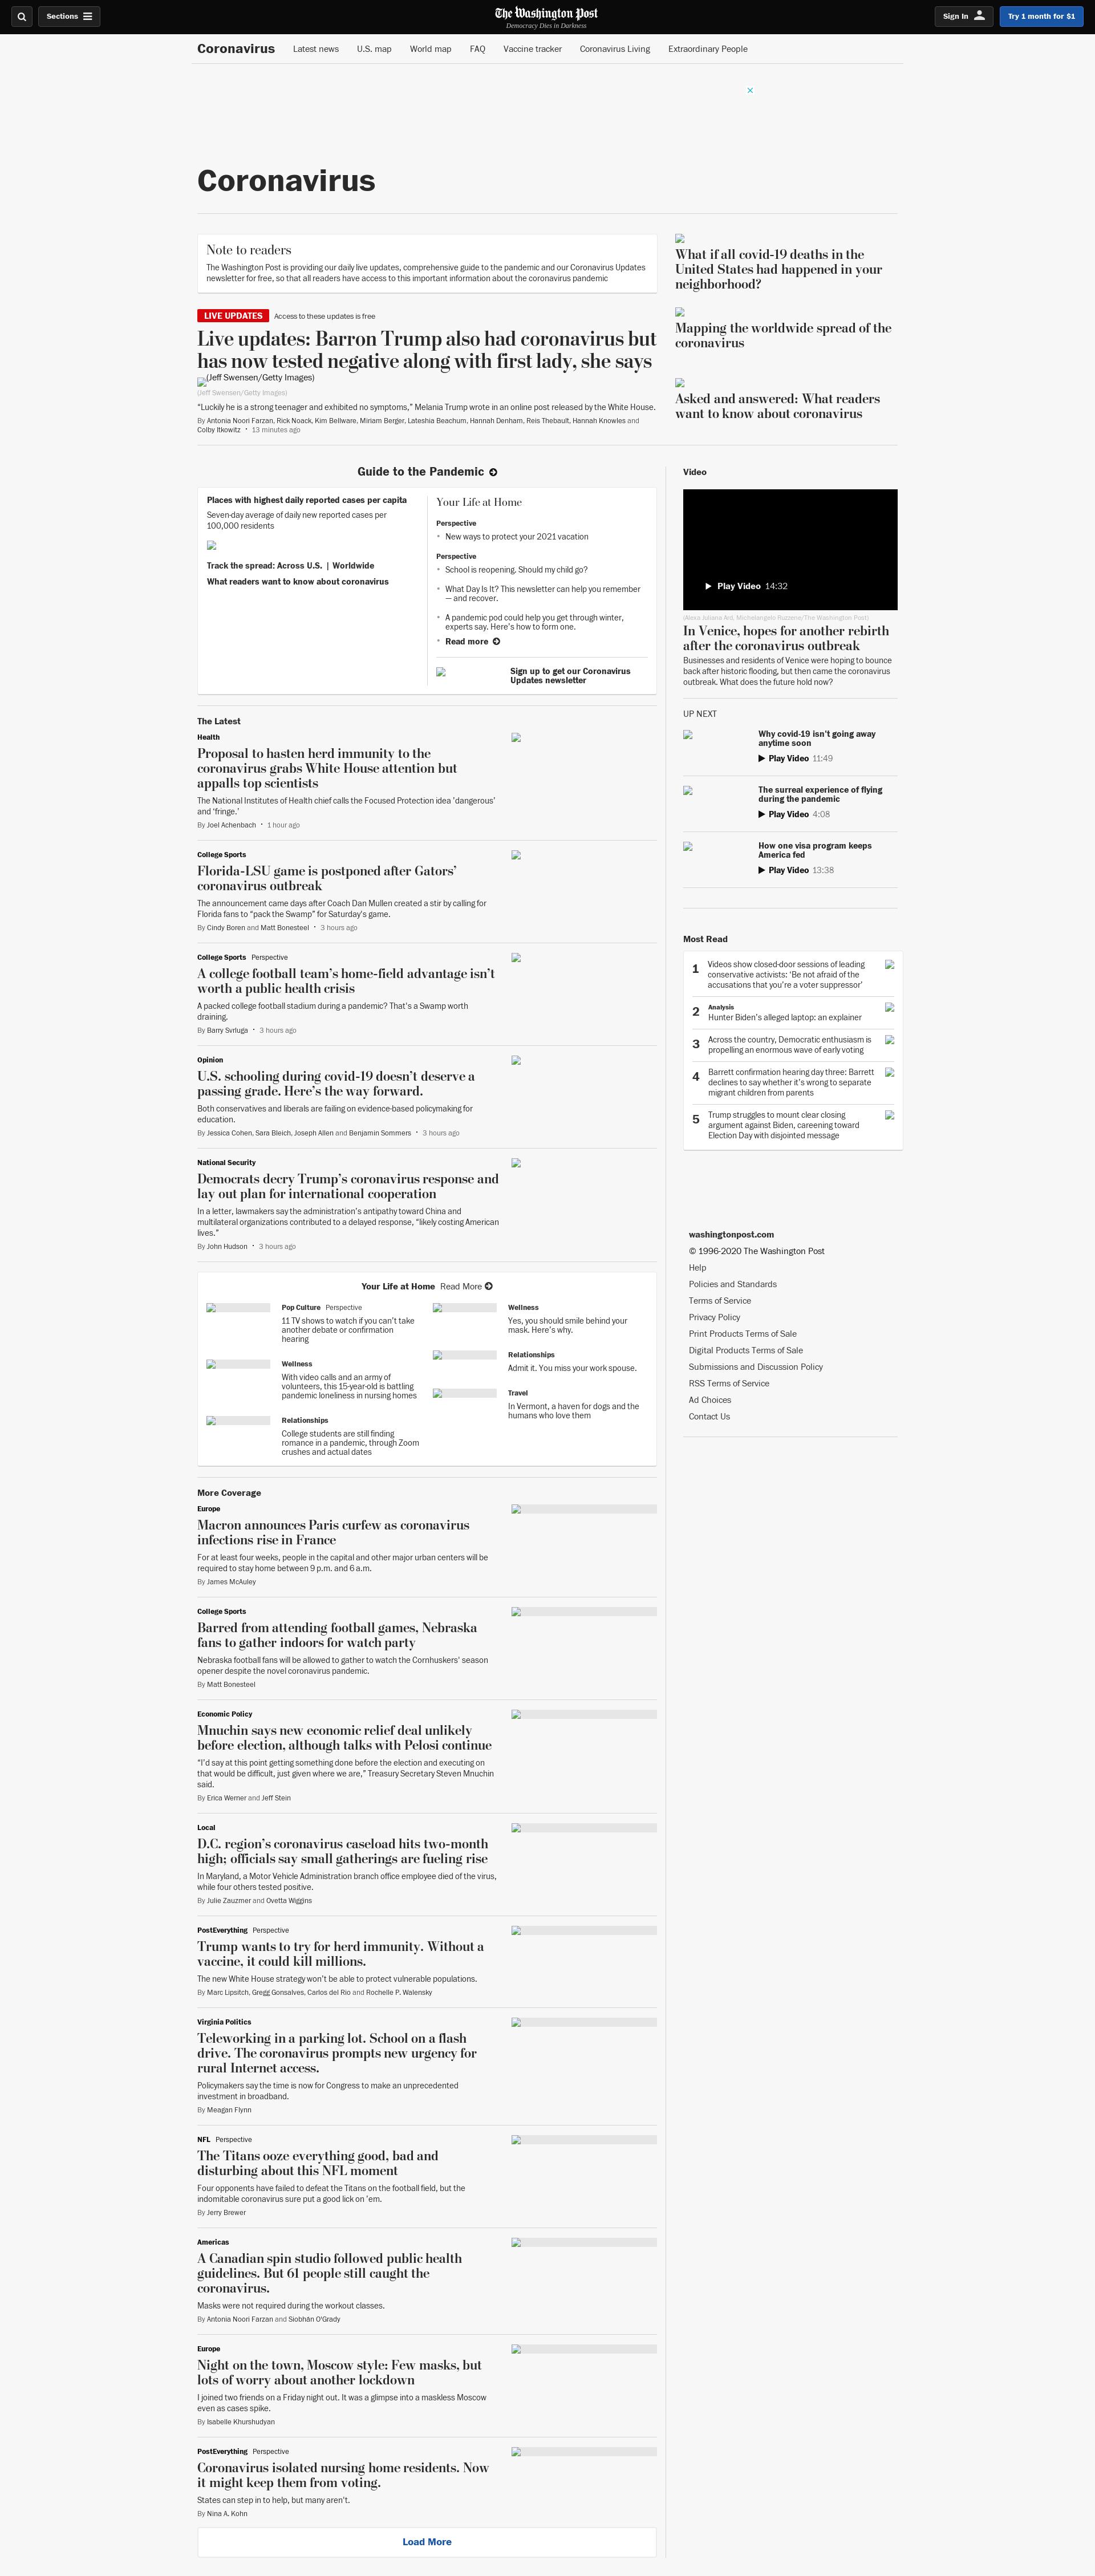 Sections
The Washington Post
Democracy Dies in Darkness
Sign In
Try 1 month for $1
Coronavirus
Latest news
U.S. map
World map
FAQ
Vaccine tracker
Coronavirus Living
Extraordinary People
Coronavirus
Note to readers
The Washington Post is providing our daily live updates, comprehensive guide to the pandemic and our Coronavirus Updates
newsletter for free, so that all readers have access to this important information about the coronavirus pandemic
LIVE UPDATES Access to these updates is free
Live updates: Barron Trump also had coronavirus but
has now tested negative along with first lady, she says
(Jeff Swensen/Getty Images)
(Jeff Swensen/Getty Images)
“Luckily he is a strong teenager and exhibited no symptoms,” Melania Trump wrote in an online post released by the White House.
By Antonia Noori Farzan, Rick Noack, Kim Bellware, Miriam Berger, Lateshia Beachum, Hannah Denham, Reis Thebault, Hannah Knowles and
Colby Itkowitz • 13 minutes ago
What if all covid-19 deaths in the
United States had happened in your
neighborhood?
Mapping the worldwide spread of the
coronavirus
Asked and answered: What readers
want to know about coronavirus
Guide to the Pandemic
Places with highest daily reported cases per capita
Seven-day average of daily new reported cases per
100,000 residents
Track the spread: Across U.S. | Worldwide
What readers want to know about coronavirus
Your Life at Home
Perspective
• New ways to protect your 2021 vacation
Perspective
• School is reopening. Should my child go?
• What Day Is It? This newsletter can help you remember
— and recover.
• A pandemic pod could help you get through winter,
experts say. Here’s how to form one.
• Read more
Sign up to get our Coronavirus
Updates newsletter
The Latest
Health
Proposal to hasten herd immunity to the
coronavirus grabs White House attention but
appalls top scientists
The National Institutes of Health chief calls the Focused Protection idea ‘dangerous’
and ‘fringe.’
By Joel Achenbach • 1 hour ago
College Sports
Florida-LSU game is postponed after Gators’
coronavirus outbreak
The announcement came days after Coach Dan Mullen created a stir by calling for
Florida fans to “pack the Swamp” for Saturday's game.
By Cindy Boren and Matt Bonesteel • 3 hours ago
College Sports Perspective
A college football team’s home-field advantage isn’t
worth a public health crisis
A packed college football stadium during a pandemic? That's a Swamp worth
draining.
By Barry Svrluga • 3 hours ago
Opinion
U.S. schooling during covid-19 doesn’t deserve a
passing grade. Here’s the way forward.
Both conservatives and liberals are failing on evidence-based policymaking for
education.
By Jessica Cohen, Sara Bleich, Joseph Allen and Benjamin Sommers • 3 hours ago
National Security
Democrats decry Trump’s coronavirus response and
lay out plan for international cooperation
In a letter, lawmakers say the administration's antipathy toward China and
multilateral organizations contributed to a delayed response, “likely costing American
lives.”
By John Hudson • 3 hours ago
Your Life at Home Read More
Pop Culture Perspective
11 TV shows to watch if you can’t take
another debate or confirmation
hearing
Wellness
With video calls and an army of
volunteers, this 15-year-old is battling
pandemic loneliness in nursing homes
Relationships
College students are still finding
romance in a pandemic, through Zoom
crushes and actual dates
Wellness
Yes, you should smile behind your
mask. Here’s why.
Relationships
Admit it. You miss your work spouse.
Travel
In Vermont, a haven for dogs and the
humans who love them
More Coverage
Europe
Macron announces Paris curfew as coronavirus
infections rise in France
For at least four weeks, people in the capital and other major urban centers will be
required to stay home between 9 p.m. and 6 a.m.
By James McAuley
College Sports
Barred from attending football games, Nebraska
fans to gather indoors for watch party
Nebraska football fans will be allowed to gather to watch the Cornhuskers' season
opener despite the novel coronavirus pandemic.
By Matt Bonesteel
Economic Policy
Mnuchin says new economic relief deal unlikely
before election, although talks with Pelosi continue
“I'd say at this point getting something done before the election and executing on
that would be difficult, just given where we are,” Treasury Secretary Steven Mnuchin
said.
By Erica Werner and Jeff Stein
Local
D.C. region’s coronavirus caseload hits two-month
high; officials say small gatherings are fueling rise
In Maryland, a Motor Vehicle Administration branch office employee died of the virus,
while four others tested positive.
By Julie Zauzmer and Ovetta Wiggins
PostEverything Perspective
Trump wants to try for herd immunity. Without a
vaccine, it could kill millions.
The new White House strategy won't be able to protect vulnerable populations.
By Marc Lipsitch, Gregg Gonsalves, Carlos del Rio and Rochelle P. Walensky
Virginia Politics
Teleworking in a parking lot. School on a flash
drive. The coronavirus prompts new urgency for
rural Internet access.
Policymakers say the time is now for Congress to make an unprecedented
investment in broadband.
By Meagan Flynn
NFL Perspective
The Titans ooze everything good, bad and
disturbing about this NFL moment
Four opponents have failed to defeat the Titans on the football field, but the
indomitable coronavirus sure put a good lick on ’em.
By Jerry Brewer
Americas
A Canadian spin studio followed public health
guidelines. But 61 people still caught the
coronavirus.
Masks were not required during the workout classes.
By Antonia Noori Farzan and Siobhán O'Grady
Europe
Night on the town, Moscow style: Few masks, but
lots of worry about another lockdown
I joined two friends on a Friday night out. It was a glimpse into a maskless Moscow
even as cases spike.
By Isabelle Khurshudyan
PostEverything Perspective
Coronavirus isolated nursing home residents. Now
it might keep them from voting.
States can step in to help, but many aren't.
By Nina A. Kohn
Load More
Video
Play Video 14:32
(Alexa Juliana Ard, Michelangelo Ruzzene/The Washington Post)
In Venice, hopes for another rebirth
after the coronavirus outbreak
Businesses and residents of Venice were hoping to bounce
back after historic flooding, but then came the coronavirus
outbreak. What does the future hold now?
UP NEXT
Why covid-19 isn’t going away
anytime soon
Play Video 11:49
The surreal experience of flying
during the pandemic
Play Video 4:08
How one visa program keeps
America fed
Play Video 13:38
Most Read
1 Videos show closed-door sessions of leading
conservative activists: ‘Be not afraid of the
accusations that you’re a voter suppressor’
2 Analysis
Hunter Biden’s alleged laptop: an explainer
3 Across the country, Democratic enthusiasm is
propelling an enormous wave of early voting
4 Barrett confirmation hearing day three: Barrett
declines to say whether it’s wrong to separate
migrant children from parents
5 Trump struggles to mount clear closing
argument against Biden, careening toward
Election Day with disjointed message
washingtonpost.com
© 1996-2020 The Washington Post
Help
Policies and Standards
Terms of Service
Privacy Policy
Print Products Terms of Sale
Digital Products Terms of Sale
Submissions and Discussion Policy
RSS Terms of Service
Ad Choices
Contact Us